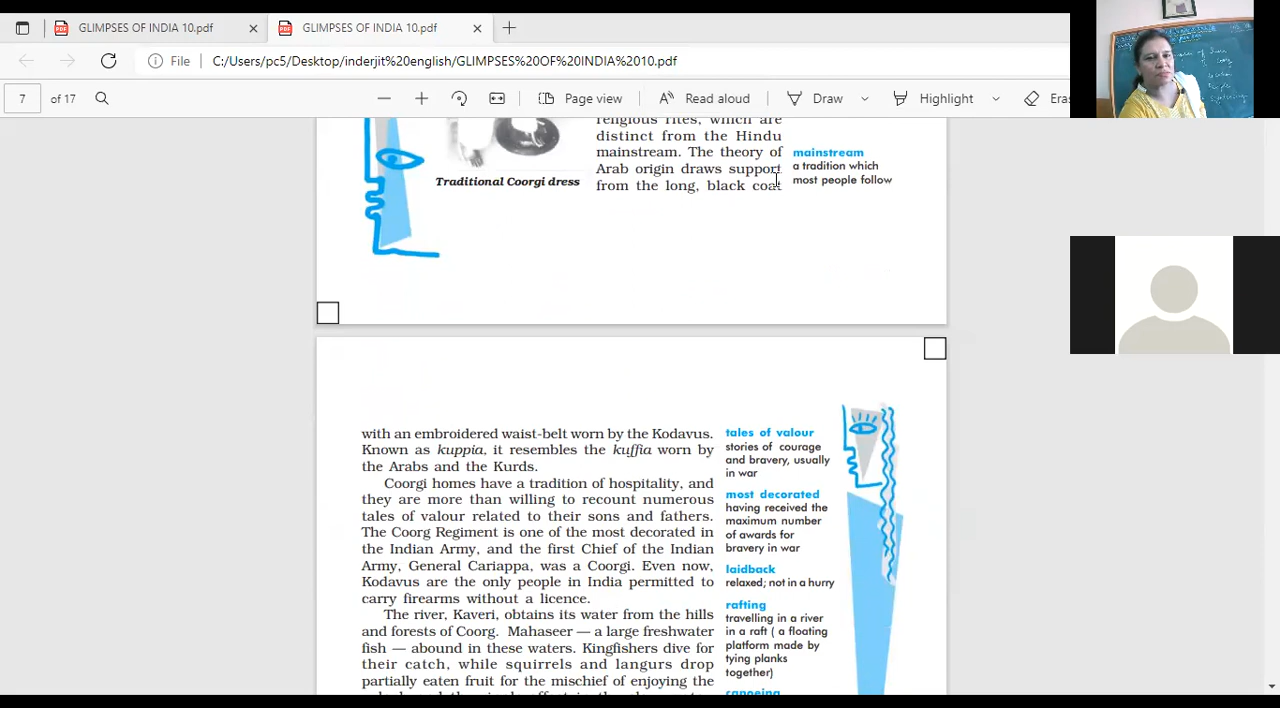 GLIMPSES OF INDIA 10.pdf
GLIMPSES OF INDIA 10.pdf
File
C:/Users/pc5/Desktop/inderjit%20english/GLIMPSES%20OF%20INDIA%2010.pdf
7
of 17
Page view
Read aloud
Draw
Highlight
Eras
religious rites, which are
distinct from the Hindu
mainstream. The theory of
Arab origin draws support
from the long, black coat
Traditional Coorgi dress
mainstream
a tradition which
most people follow
with an embroidered waist-belt worn by the Kodavus.
Known as kuppia, it resembles the kuffia worn by
the Arabs and the Kurds.
Coorgi homes have a tradition of hospitality, and
they are more than willing to recount numerous
tales of valour related to their sons and fathers.
The Coorg Regiment is one of the most decorated in
the Indian Army, and the first Chief of the Indian
Army, General Cariappa, was a Coorgi. Even now,
Kodavus are the only people in India permitted to
carry firearms without a licence.
The river, Kaveri, obtains its water from the hills
and forests of Coorg. Mahaseer — a large freshwater
fish — abound in these waters. Kingfishers dive for
their catch, while squirrels and langurs drop
partially eaten fruit for the mischief of enjoying the
tales of valour
stories of courage
and bravery, usually
in war
most decorated
having received the
maximum number
of awards for
bravery in war
laidback
relaxed; not in a hurry
rafting
travelling in a river
in a raft ( a floating
platform made by
tying planks
together)
canoeing